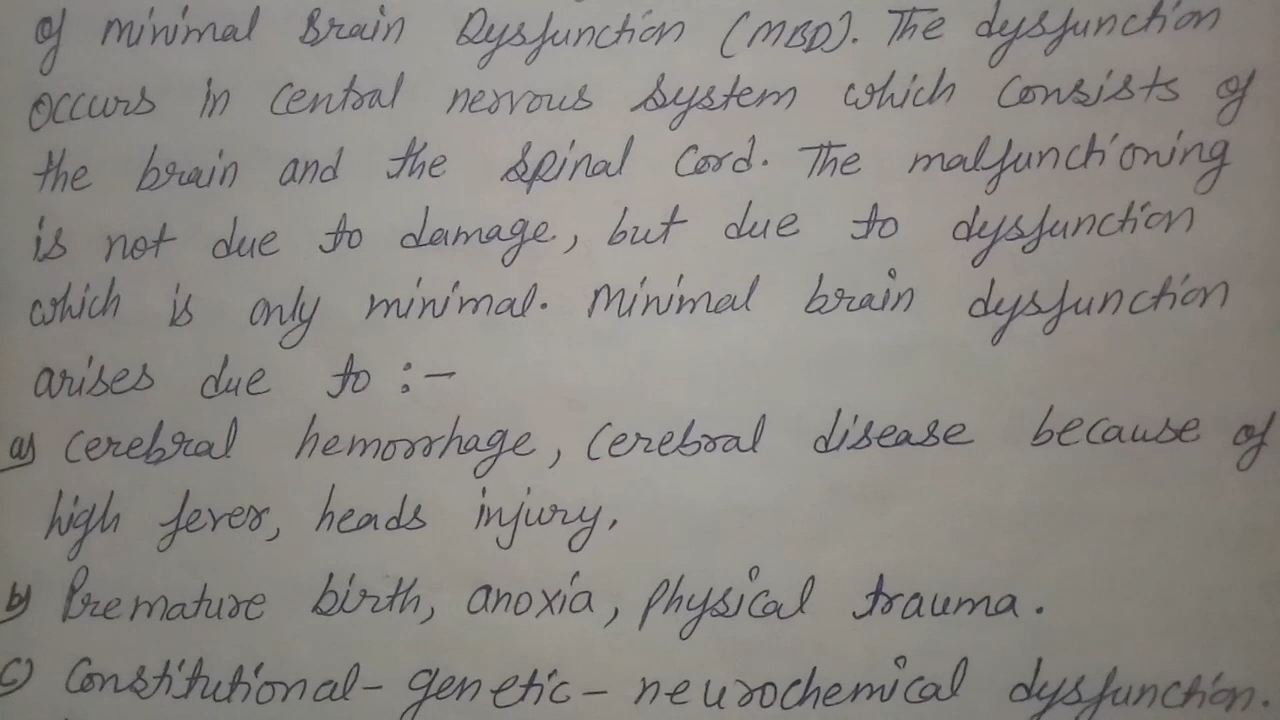 of minimal Brain Dysfunction (MBD). The dysfunction
occurs in central nervous system which consists of
the brain and the spinal cord. The malfunctioning
is not due to damage, but due to dysfunction
which is only minimal. Minimal brain dysfunction
arises due to :-
a) cerebral hemorrhage, cerebral disease because of
high fever, heads injury.
b) Premature birth, anoxia, physical trauma.
c) Constitutional- genetic- neurochemical dysfunction.